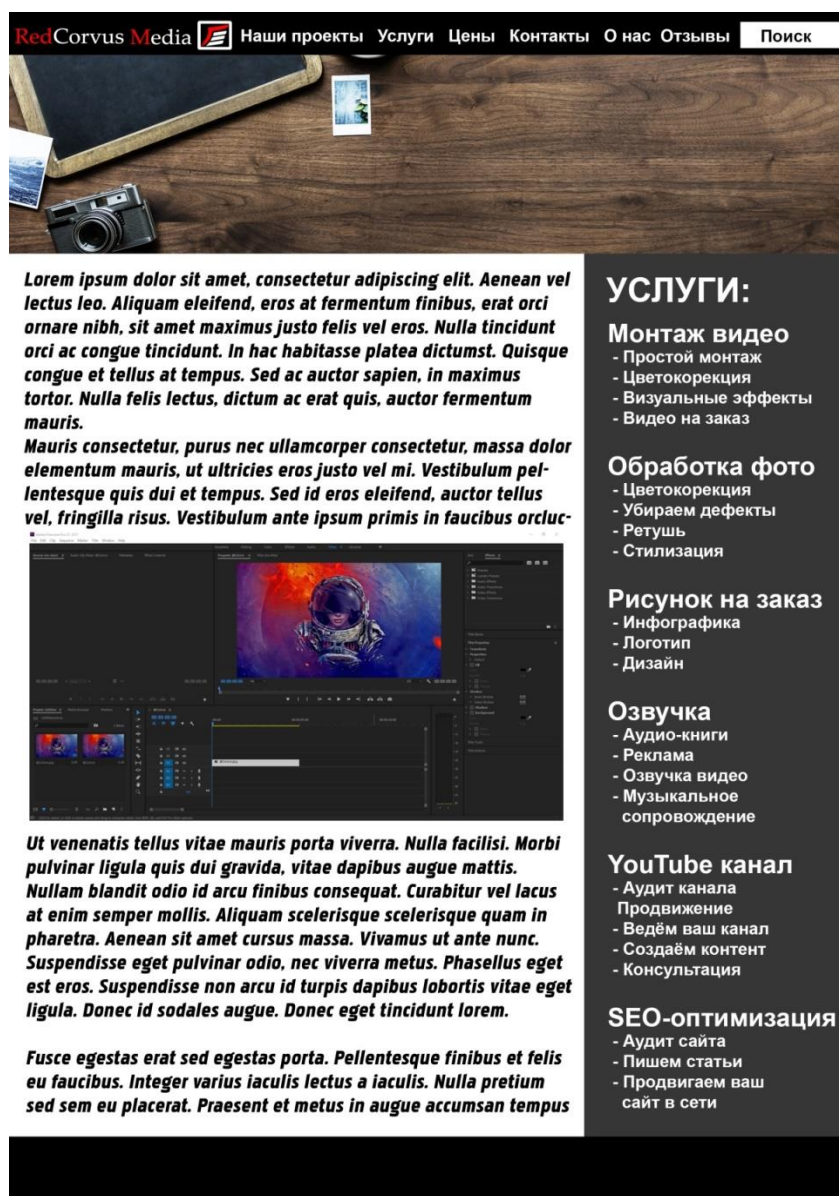 RedCorvus Media Наши проекты Услуги Цены Контакты О нас Отзывы Поиск
Lorem ipsum dolor sit amet, consectetur adipiscing elit. Aenean vel
lectus leo. Aliquam eleifend, eros at fermentum finibus, erat orci
ornare nibh, sit amet maximus justo felis vel eros. Nulla tincidunt
orci ac congue tincidunt. In hac habitasse platea dictumst. Quisque
congue et tellus at tempus. Sed ac auctor sapien, in maximus
tortor. Nulla felis lectus, dictum ac erat quis, auctor fermentum
mauris.
Mauris consectetur, purus nec ullamcorper consectetur, massa dolor
elementum mauris, ut ultricies eros justo vel mi. Vestibulum pel-
lentesque quis dui et tempus. Sed id eros eleifend, auctor tellus
vel, fringilla risus. Vestibulum ante ipsum primis in faucibus orcluc-
Ut venenatis tellus vitae mauris porta viverra. Nulla facilisi. Morbi
pulvinar ligula quis dui gravida, vitae dapibus augue mattis.
Nullam blandit odio id arcu finibus consequat. Curabitur vel lacus
at enim semper mollis. Aliquam scelerisque scelerisque quam in
pharetra. Aenean sit amet cursus massa. Vivamus ut ante nunc.
Suspendisse eget pulvinar odio, nec viverra metus. Phasellus eget
est eros. Suspendisse non arcu id turpis dapibus lobortis vitae eget
ligula. Donec id sodales augue. Donec eget tincidunt lorem.
Fusce egestas erat sed egestas porta. Pellentesque finibus et felis
eu faucibus. Integer varius iaculis lectus a iaculis. Nulla pretium
sed sem eu placerat. Praesent et metus in augue accumsan tempus
УСЛУГИ:
Монтаж видео
- Простой монтаж
- Цветокорекция
- Визуальные эффекты
- Видео на заказ
Обработка фото
- Цветокорекция
- Убираем дефекты
- Ретушь
- Стилизация
Рисунок на заказ
- Инфографика
- Логотип
- Дизайн
Озвучка
- Аудио-книги
- Реклама
- Озвучка видео
- Музыкальное
сопровождение
YouTube канал
- Аудит канала
Продвижение
- Ведём ваш канал
- Создаём контент
- Консультация
SEO-оптимизация
- Аудит сайта
- Пишем статьи
- Продвигаем ваш
сайт в сети